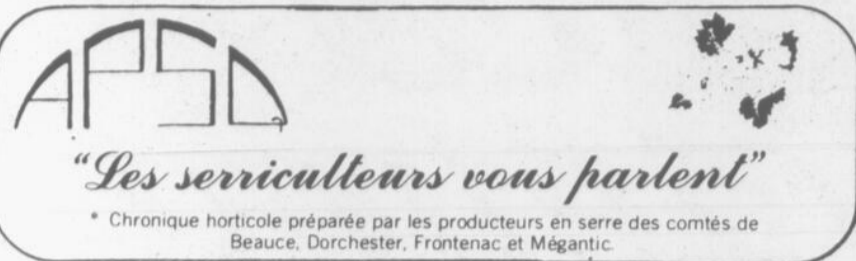 APSQ
“Les serriculteurs vous parlent”
* Chronique horticole préparée par les producteurs en serre des comtés de
Beauce, Dorchester, Frontenac et Mégantic.